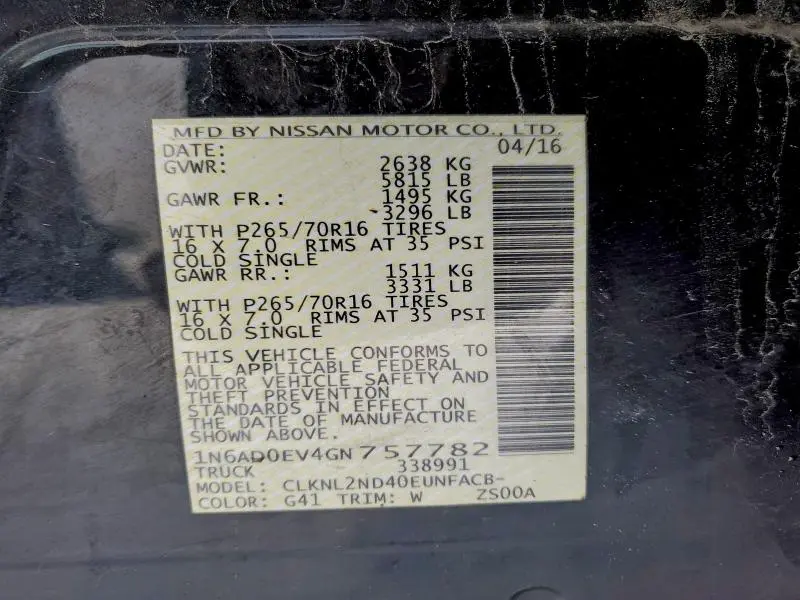 MFD BY NISSAN MOTOR CO., LTD.
DATE: 04/16
GVWR: 2638 KG
5815 LB
GAWR FR.: 1495 KG
3296 LB
WITH P265/70R16 TIRES
16 X 7.0 RIMS AT 35 PSI
COLD SINGLE
GAWR RR.: 1511 KG
3331 LB
WITH P265/70R16 TIRES
16 X 7.0 RIMS AT 35 PSI
COLD SINGLE
THIS VEHICLE CONFORMS TO
ALL APPLICABLE FEDERAL
MOTOR VEHICLE SAFETY AND
THEFT PREVENTION
STANDARDS IN EFFECT ON
THE DATE OF MANUFACTURE
SHOWN ABOVE.
1N6AD0EV4GN757782
TRUCK 338991
MODEL: CLKNL2ND40EUNFACB-
COLOR: G41 TRIM: W ZS00A